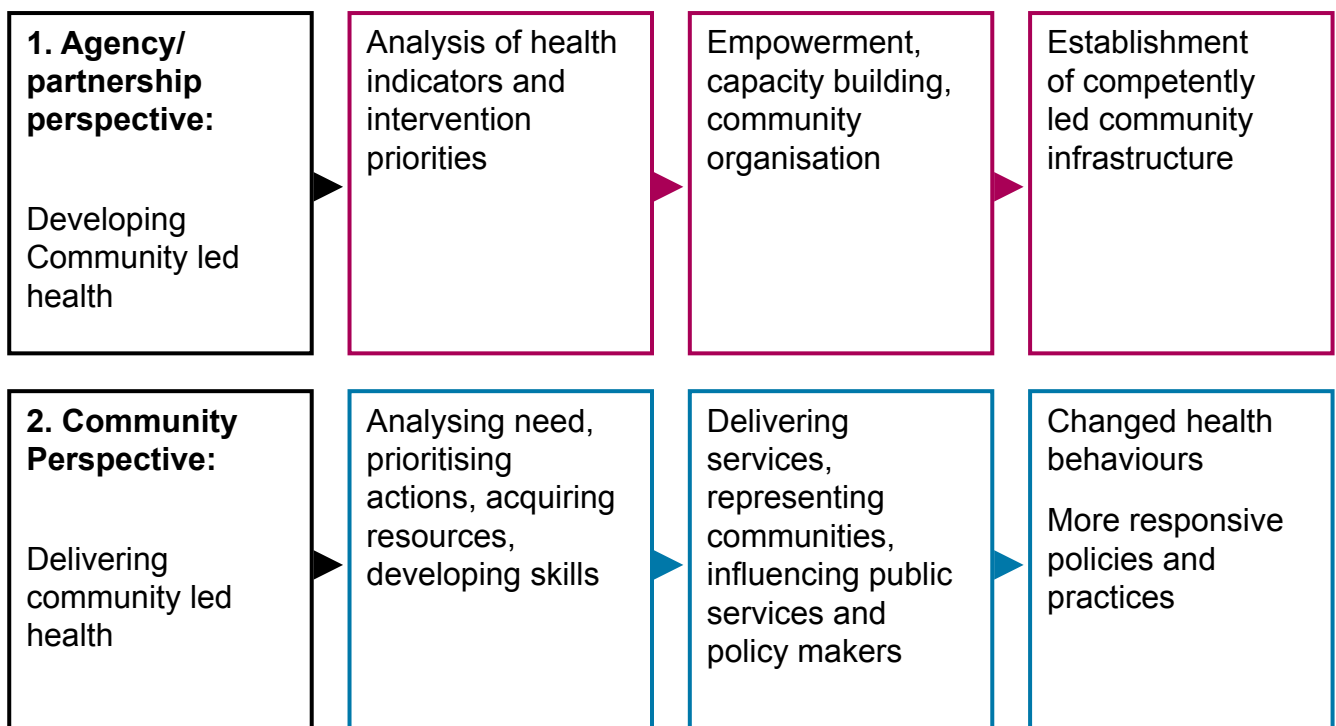 1. Agency/
partnership
perspective:
Developing
Community led
health
Analysis of health
indicators and
intervention
priorities
Empowerment,
capacity building,
community
organisation
Establishment
of competently
led community
infrastructure
2. Community
Perspective:
Delivering
community led
health
Analysing need,
prioritising
actions, acquiring
resources,
developing skills
Delivering
services,
representing
communities,
influencing public
services and
policy makers
Changed health
behaviours
More responsive
policies and
practices